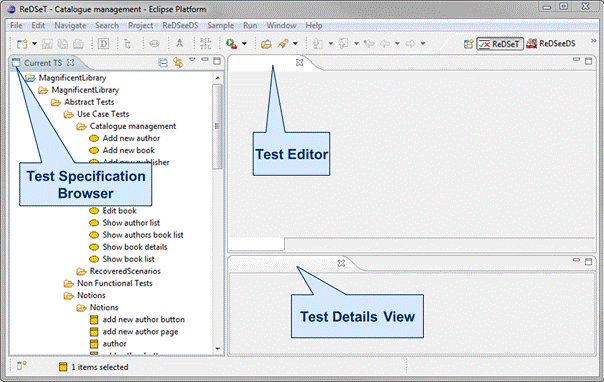 ReDSeT - Catalogue management - Eclipse Platform
File Edit Navigate Search Project ReDSeeDS Sample Run Window Help
ReDSeT ReDSeeDS
Current TS
MagnificentLibrary
MagnificentLibrary
Abstract Tests
Use Case Tests
Catalogue management
Add new author
Add new book
Add new publisher
Test Specification
Browser
Edit book
Show author list
Show authors book list
Show book details
Show book list
RecoveredScenarios
Non Functional Tests
Notions
Notions
add new author button
add new author page
author
Test Editor
Test Details View
1 items selected